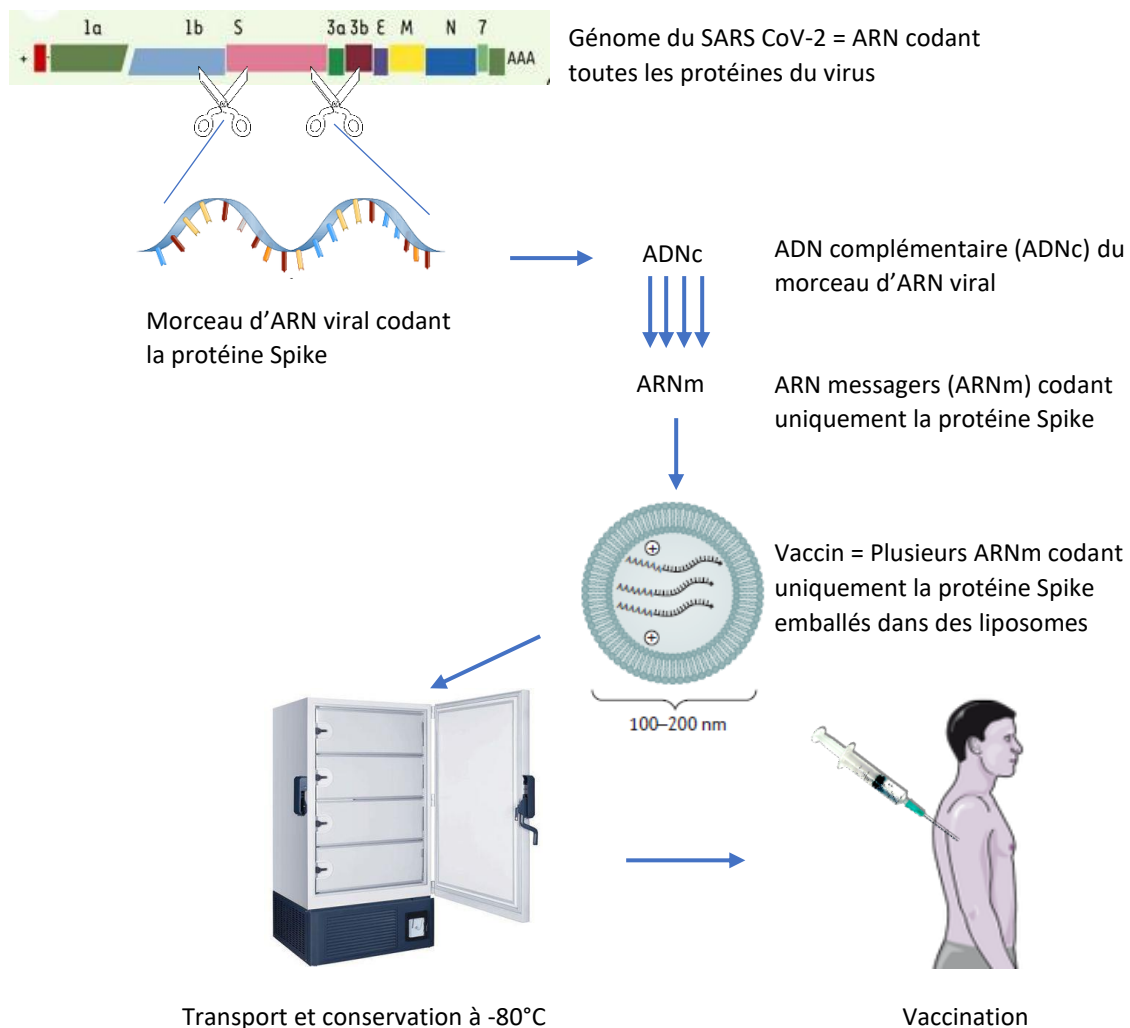 1a 1b S 3a 3b E M N 7
+ AAA
Génome du SARS CoV-2 = ARN codant
toutes les protéines du virus
Morceau d’ARN viral codant
la protéine Spike
ADNc
ADN complémentaire (ADNc) du
morceau d’ARN viral
ARNm
ARN messagers (ARNm) codant
uniquement la protéine Spike
+
AAAAA
AAAAA
AAAAA
+
100–200 nm
Vaccin = Plusieurs ARNm codant
uniquement la protéine Spike
emballés dans des liposomes
Transport et conservation à -80°C
Vaccination